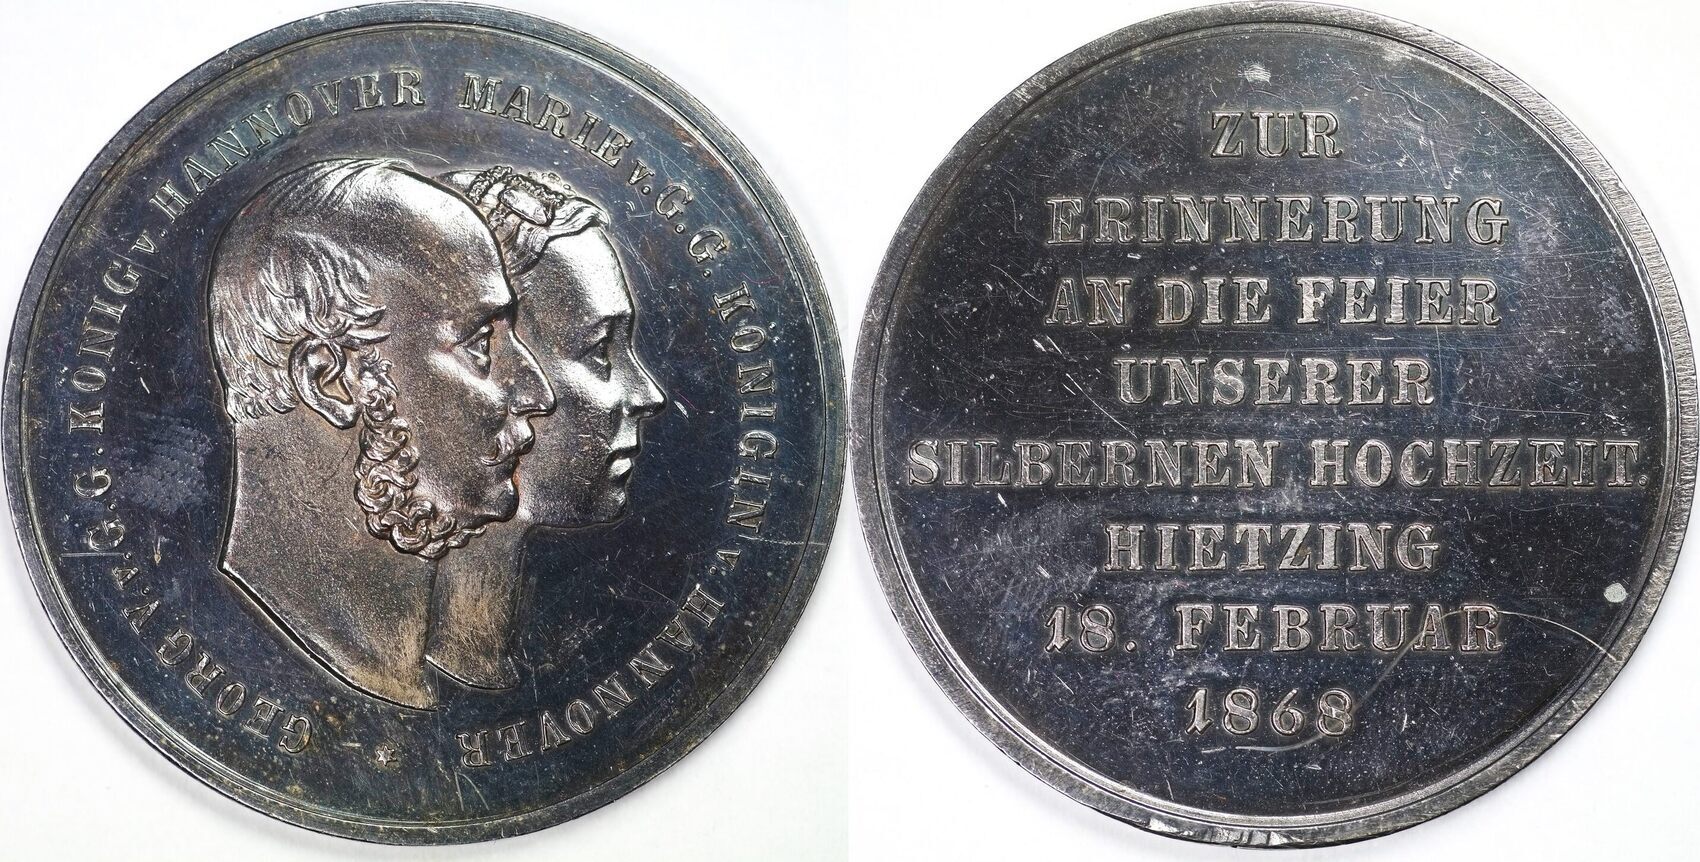 GEORG V. v. G. G. KÖNIG v. HANNOVER MARIE v. G. G. KÖNIGIN v. HANNOVER
ZUR
ERINNERUNG
AN DIE FEIER
UNSERER
SILBERNEN HOCHZEIT.
HIETZING
18. FEBRUAR
1868